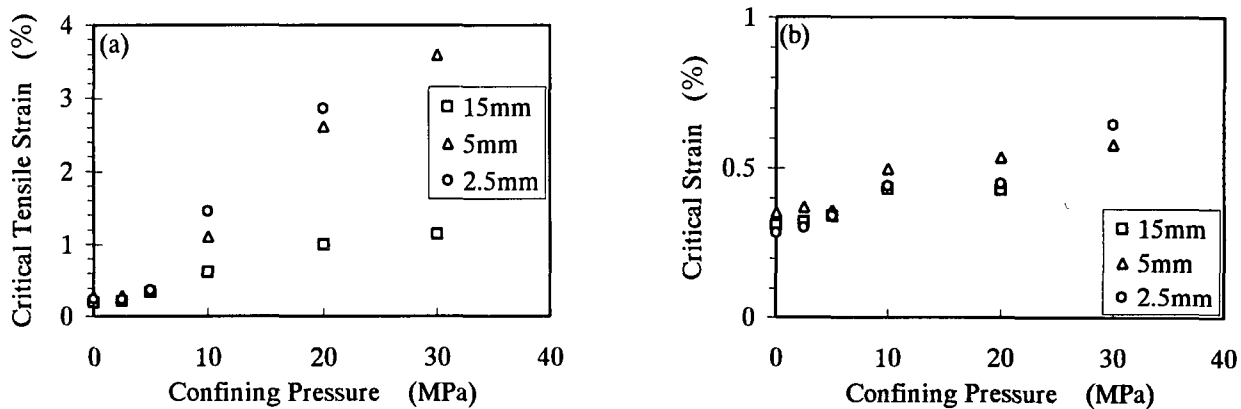 (a)
Critical Tensile Strain (%)
4
3
2
1
0
15mm
5mm
2.5mm
0 10 20 30 40
Confining Pressure (MPa)
(b)
Critical Strain (%)
1
0.5
0
15mm
5mm
2.5mm
0 10 20 30 40
Confining Pressure (MPa)